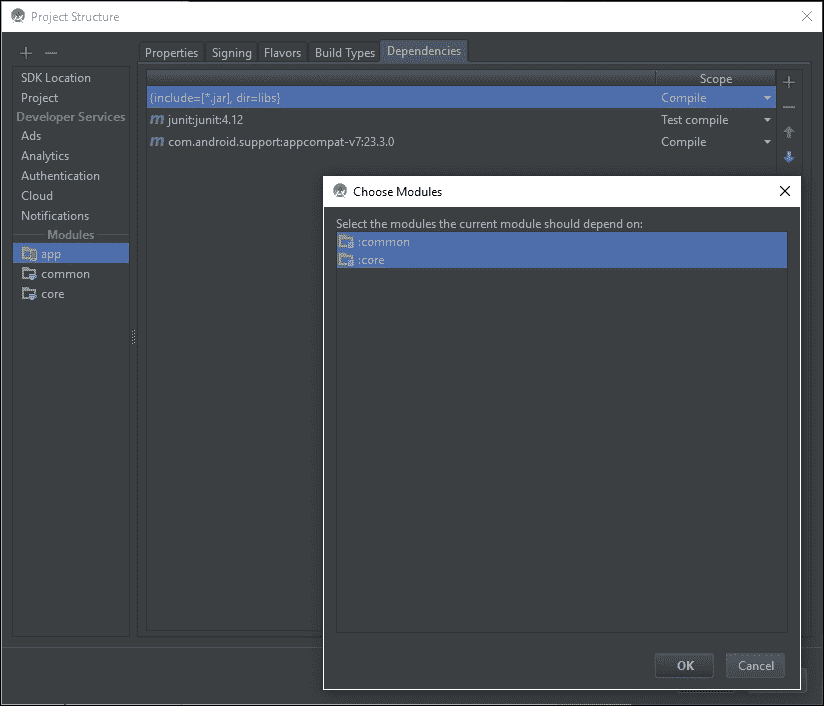 Project Structure
Properties Signing Flavors Build Types Dependencies
SDK Location
Project
Developer Services
Ads
Analytics
Authentication
Cloud
Notifications
Modules
app
common
core
Scope
{include=[*.jar], dir=libs} Compile
m junit:junit:4.12 Test compile
m com.android.support:appcompat-v7:23.3.0 Compile
Choose Modules
Select the modules the current module should depend on:
:common
:core
OK Cancel